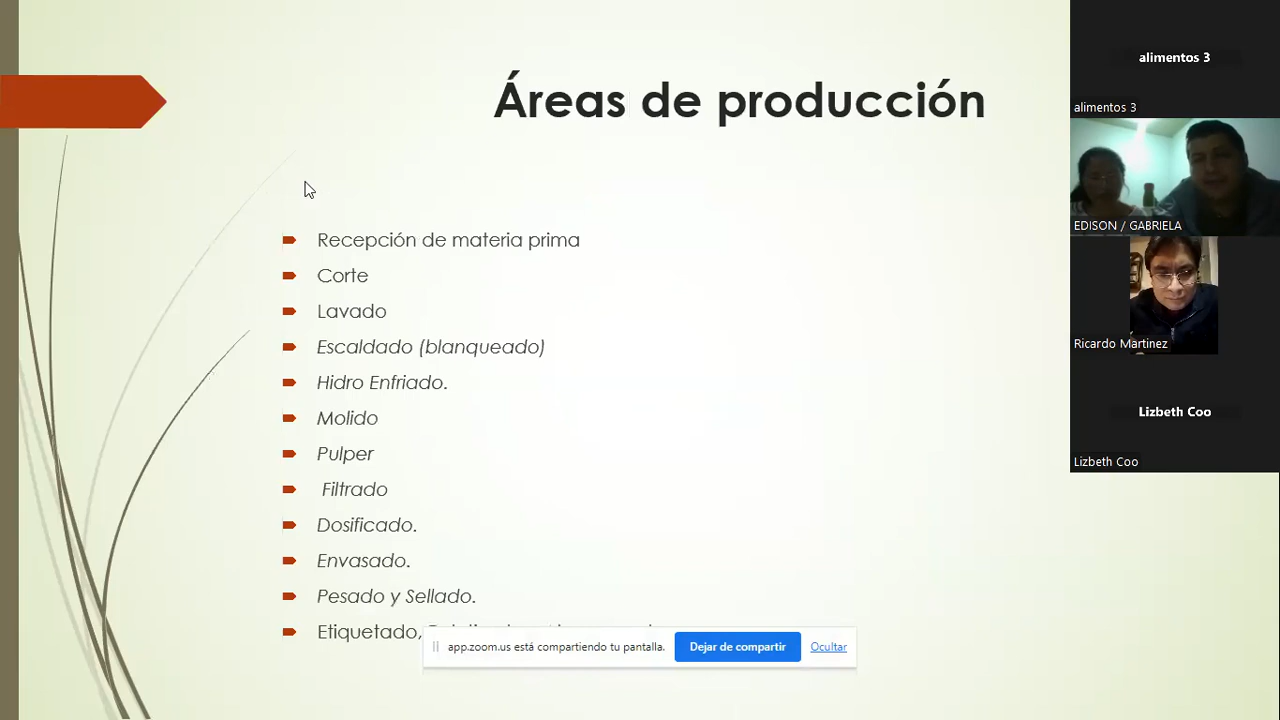 Áreas de producción
Recepción de materia prima
Corte
Lavado
Escaldado (blanqueado)
Hidro Enfriado.
Molido
Pulper
Filtrado
Dosificado.
Envasado.
Pesado y Sellado.
Etiquetado,
app.zoom.us está compartiendo tu pantalla.
Dejar de compartir
Ocultar
alimentos 3
alimentos 3
EDISON / GABRIELA
Ricardo Martinez
Lizbeth Coo
Lizbeth Coo